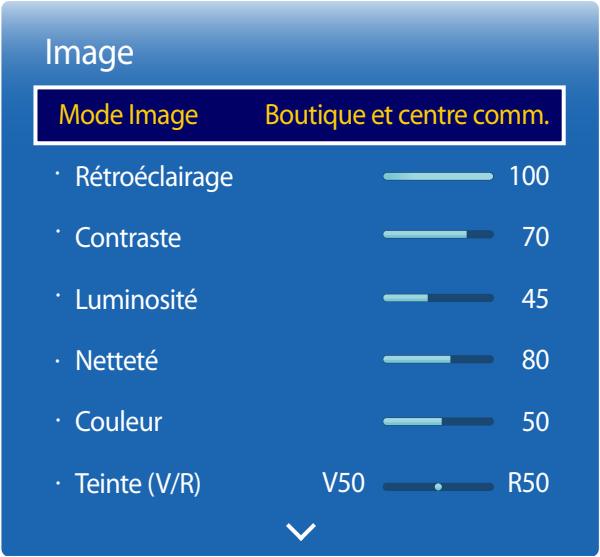 Image
Mode Image Boutique et centre comm.
· Rétroéclairage 100
· Contraste 70
· Luminosité 45
· Netteté 80
· Couleur 50
· Teinte (V/R) V50 R50